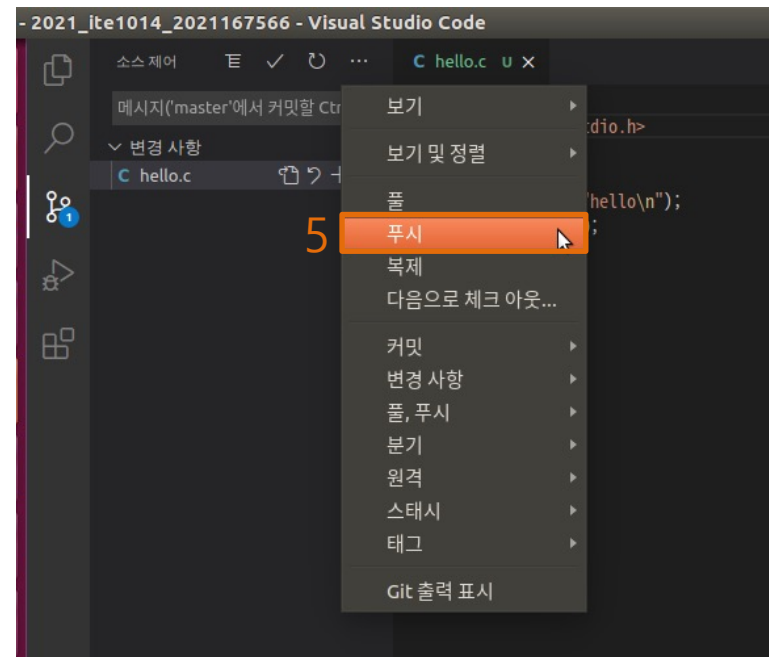 - 2021_ite1014_2021167566 - Visual Studio Code
소스 제어
C hello.c U
메시지('master'에서 커밋할 Ctr
변경 사항
C hello.c
1
5
보기
보기 및 정렬
풀
푸시
복제
다음으로 체크 아웃...
커밋
변경 사항
풀, 푸시
분기
원격
스태시
태그
Git 출력 표시
tdio.h>
'hello\n");
;